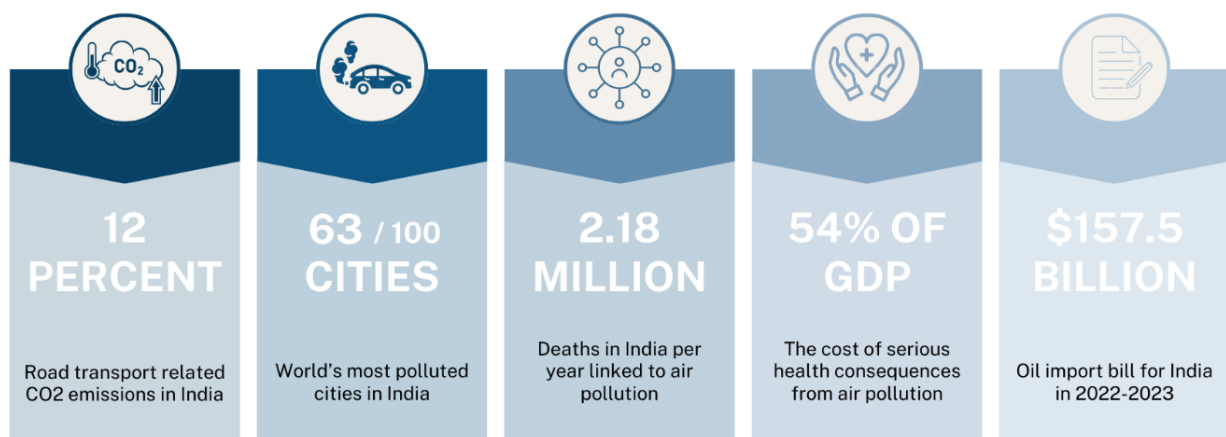 CO₂
12
PERCENT
Road transport related
CO2 emissions in India
63 / 100
CITIES
World's most polluted
cities in India
2.18
MILLION
Deaths in India per
year linked to air
pollution
54% OF
GDP
The cost of serious
health consequences
from air pollution
$157.5
BILLION
Oil import bill for India
in 2022-2023